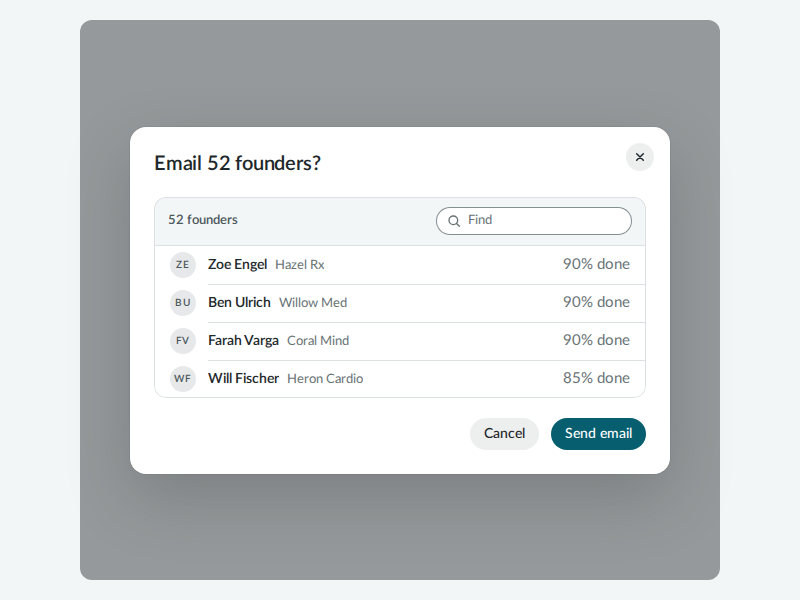 Email 52 founders?
52 founders
Find
ZE Zoe Engel Hazel Rx 90% done
BU Ben Ulrich Willow Med 90% done
FV Farah Varga Coral Mind 90% done
WF Will Fischer Heron Cardio 85% done
Cancel Send email